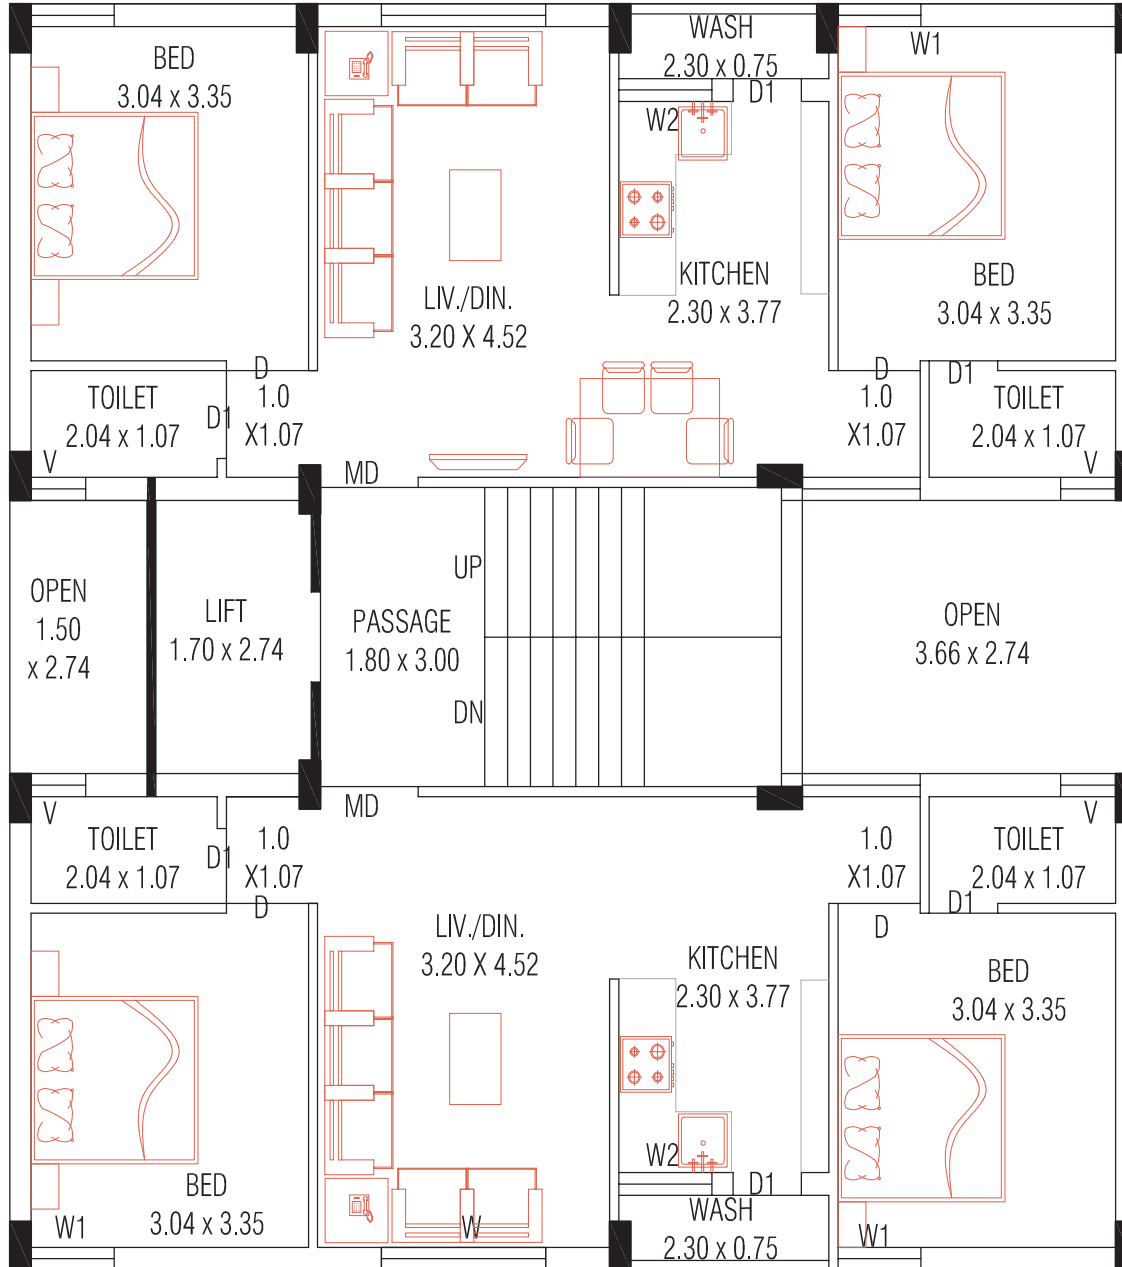 WASH
2.30 x 0.75
W1
BED
3.04 x 3.35
D1
W2
KITCHEN
2.30 x 3.77
BED
3.04 x 3.35
LIV./DIN.
3.20 X 4.52
D
D
D1
TOILET
2.04 x 1.07
D1
1.0
X1.07
1.0
X1.07
TOILET
2.04 x 1.07
V
MD
V
UP
OPEN
1.50
x 2.74
LIFT
1.70 x 2.74
PASSAGE
1.80 x 3.00
OPEN
3.66 x 2.74
DN
V
MD
V
TOILET
2.04 x 1.07
D1
1.0
X1.07
1.0
X1.07
TOILET
2.04 x 1.07
D
D1
D
LIV./DIN.
3.20 X 4.52
KITCHEN
2.30 x 3.77
BED
3.04 x 3.35
W2
D1
BED
3.04 x 3.35
W1
W
WASH
2.30 x 0.75
W1